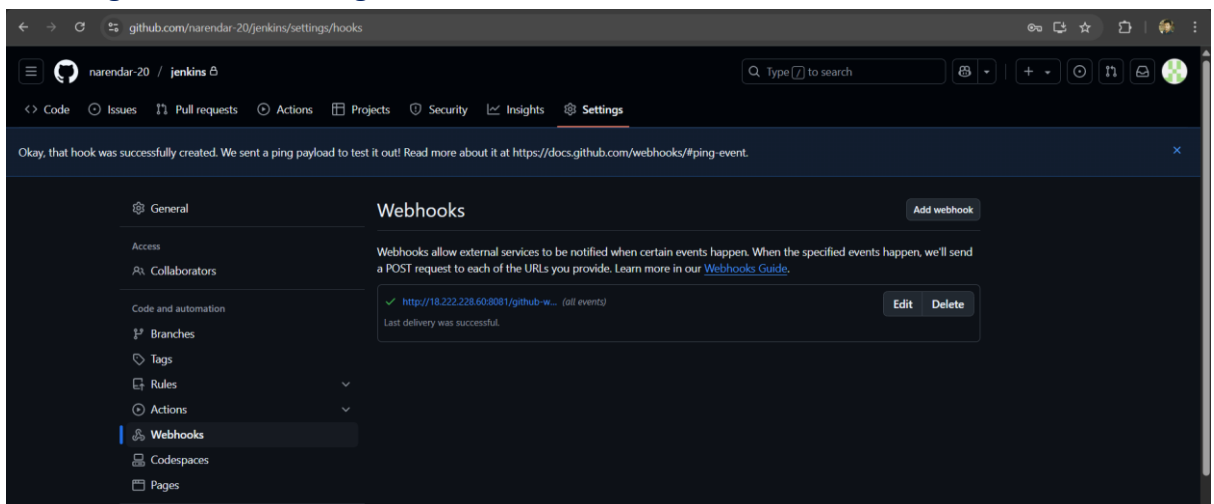 github.com/narendar-20/jenkins/settings/hooks
narendar-20 / jenkins
Type / to search
Code Issues Pull requests Actions Projects Security Insights Settings
Okay, that hook was successfully created. We sent a ping payload to test it out! Read more about it at https://docs.github.com/webhooks/#ping-event.
General
Access
Collaborators
Code and automation
Branches
Tags
Rules
Actions
Webhooks
Codespaces
Pages
Webhooks
Add webhook
Webhooks allow external services to be notified when certain events happen. When the specified events happen, we'll send
a POST request to each of the URLs you provide. Learn more in our Webhooks Guide.
http://18.222.228.60:8081/github-w... (all events)
Edit Delete
Last delivery was successful.